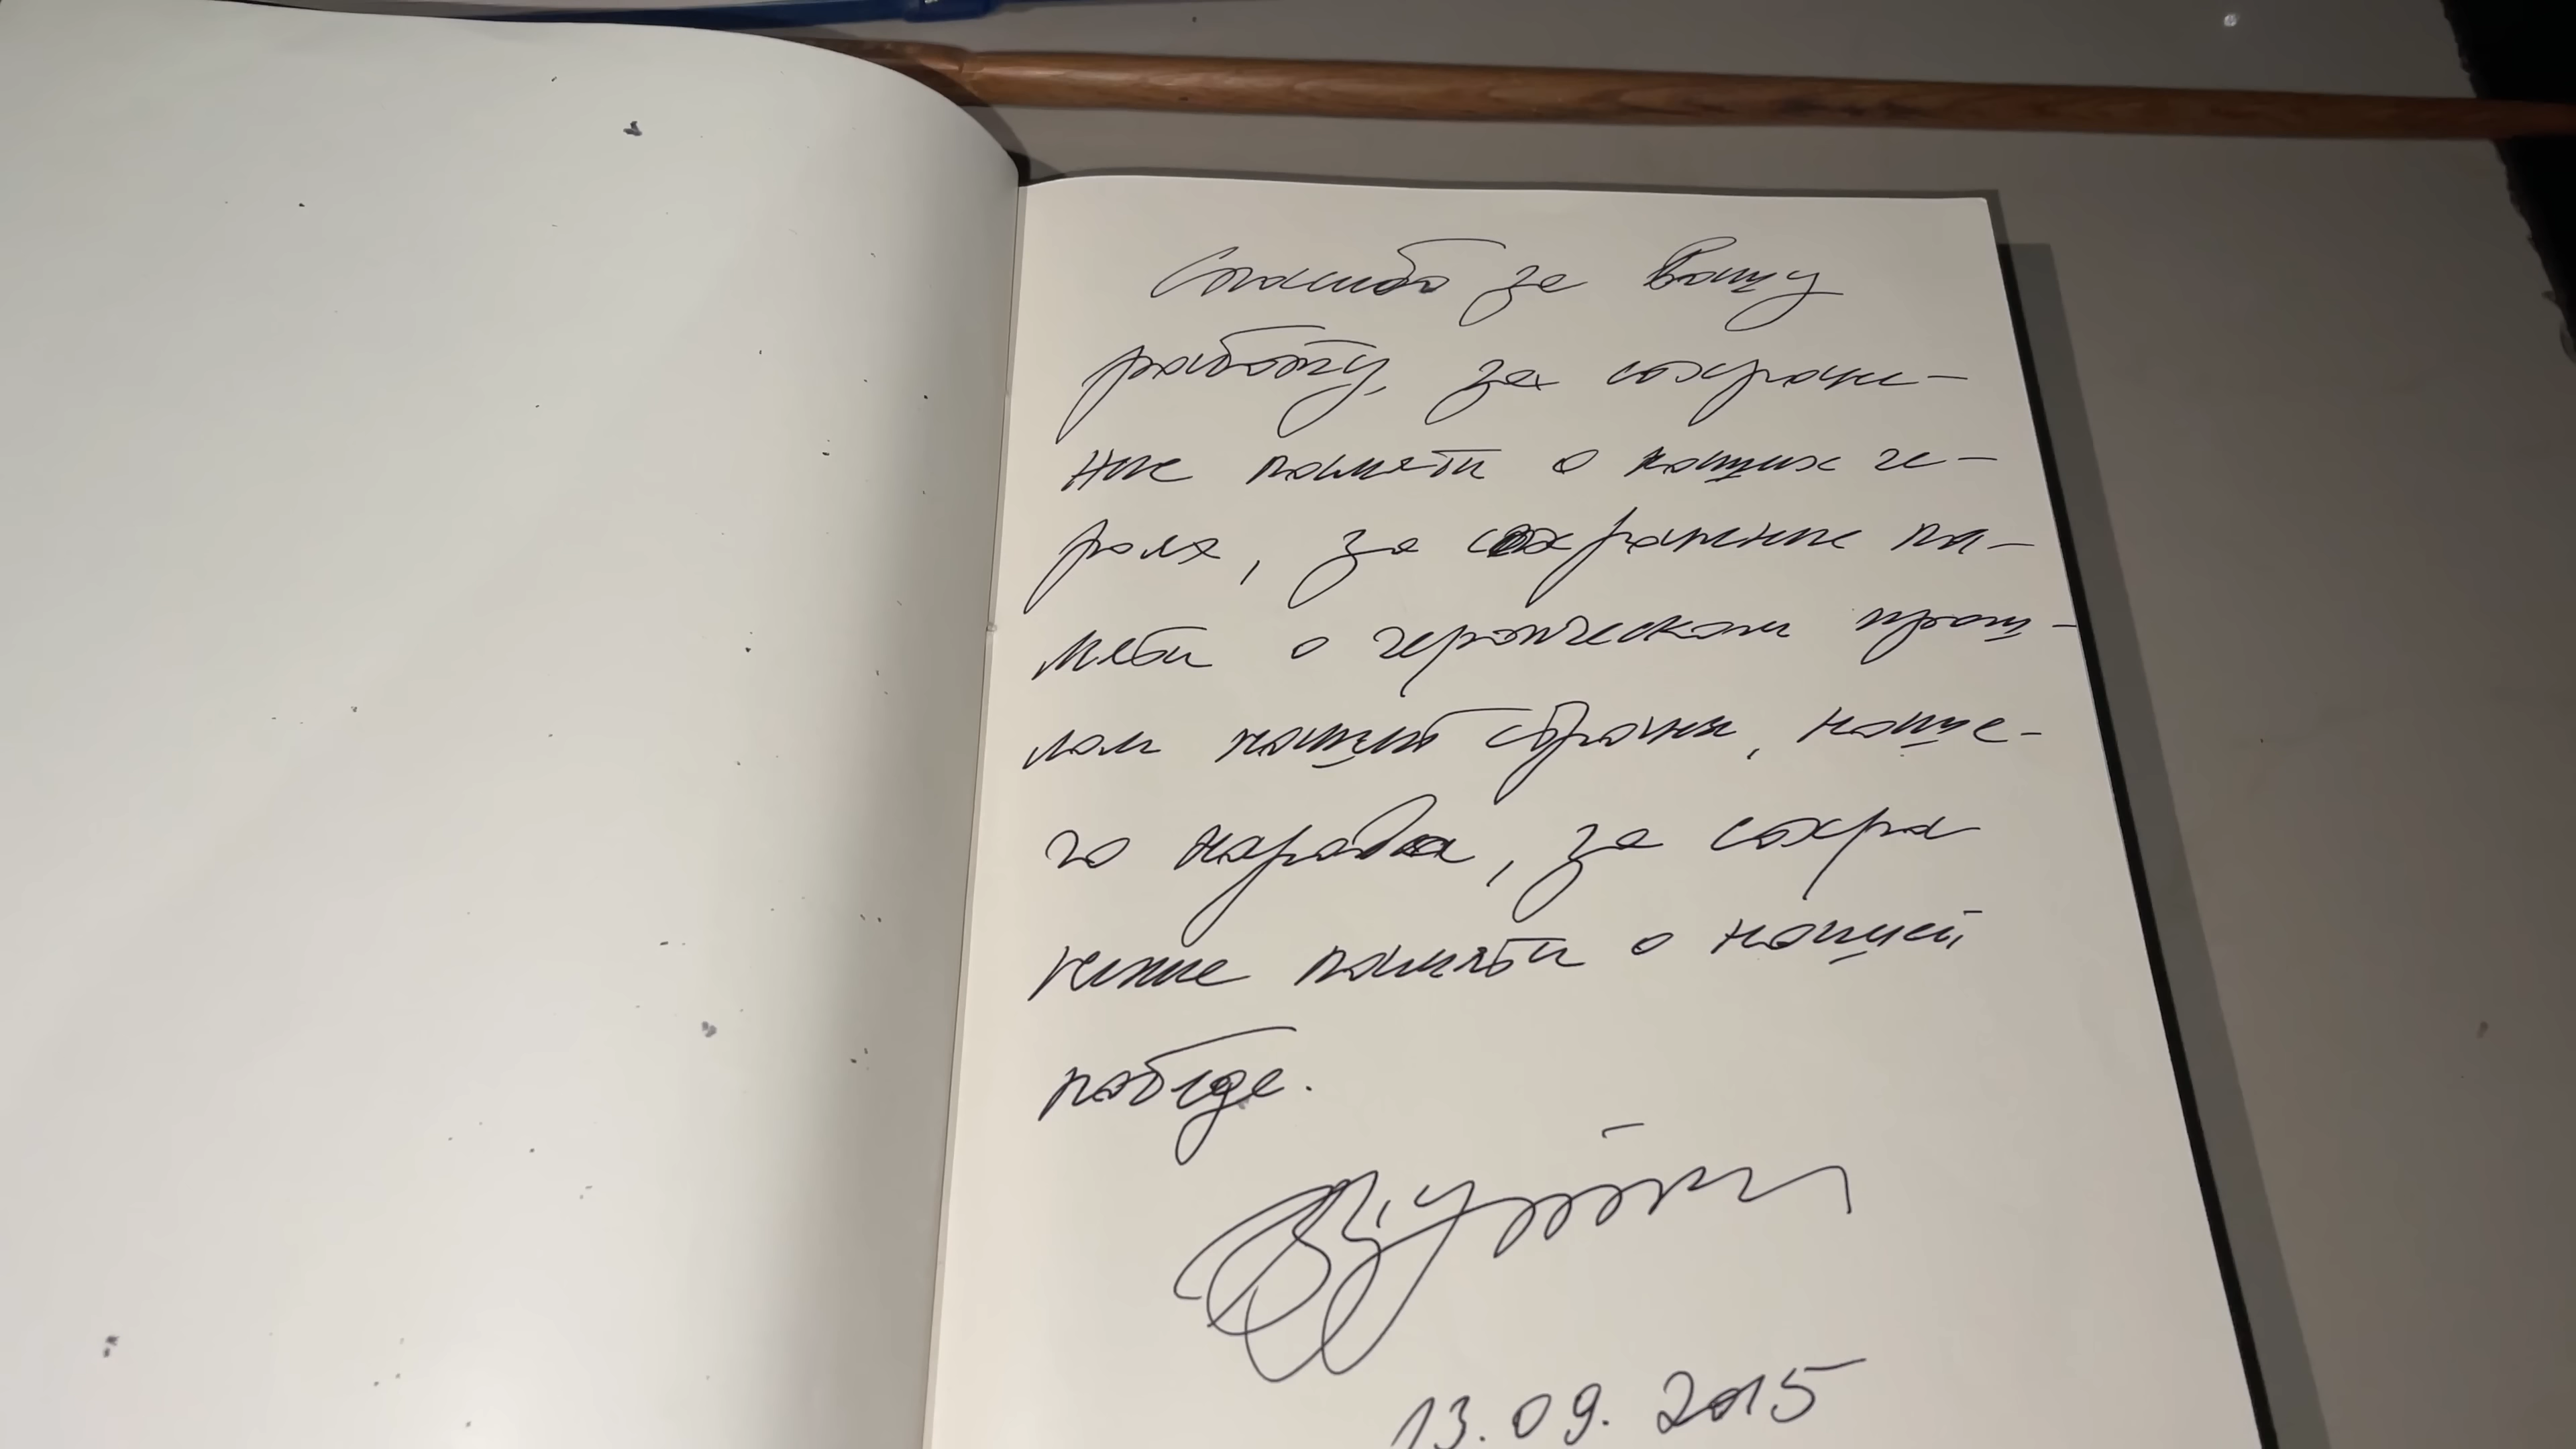 Спасибо за Вашу
работу, за сохране-
ние памяти о наших ге-
роях, за сохранение па-
мяти о героическом прош-
лом нашей страны, наше-
го народа, за сохра
нение памяти о нашей
победе.
13.09.2015